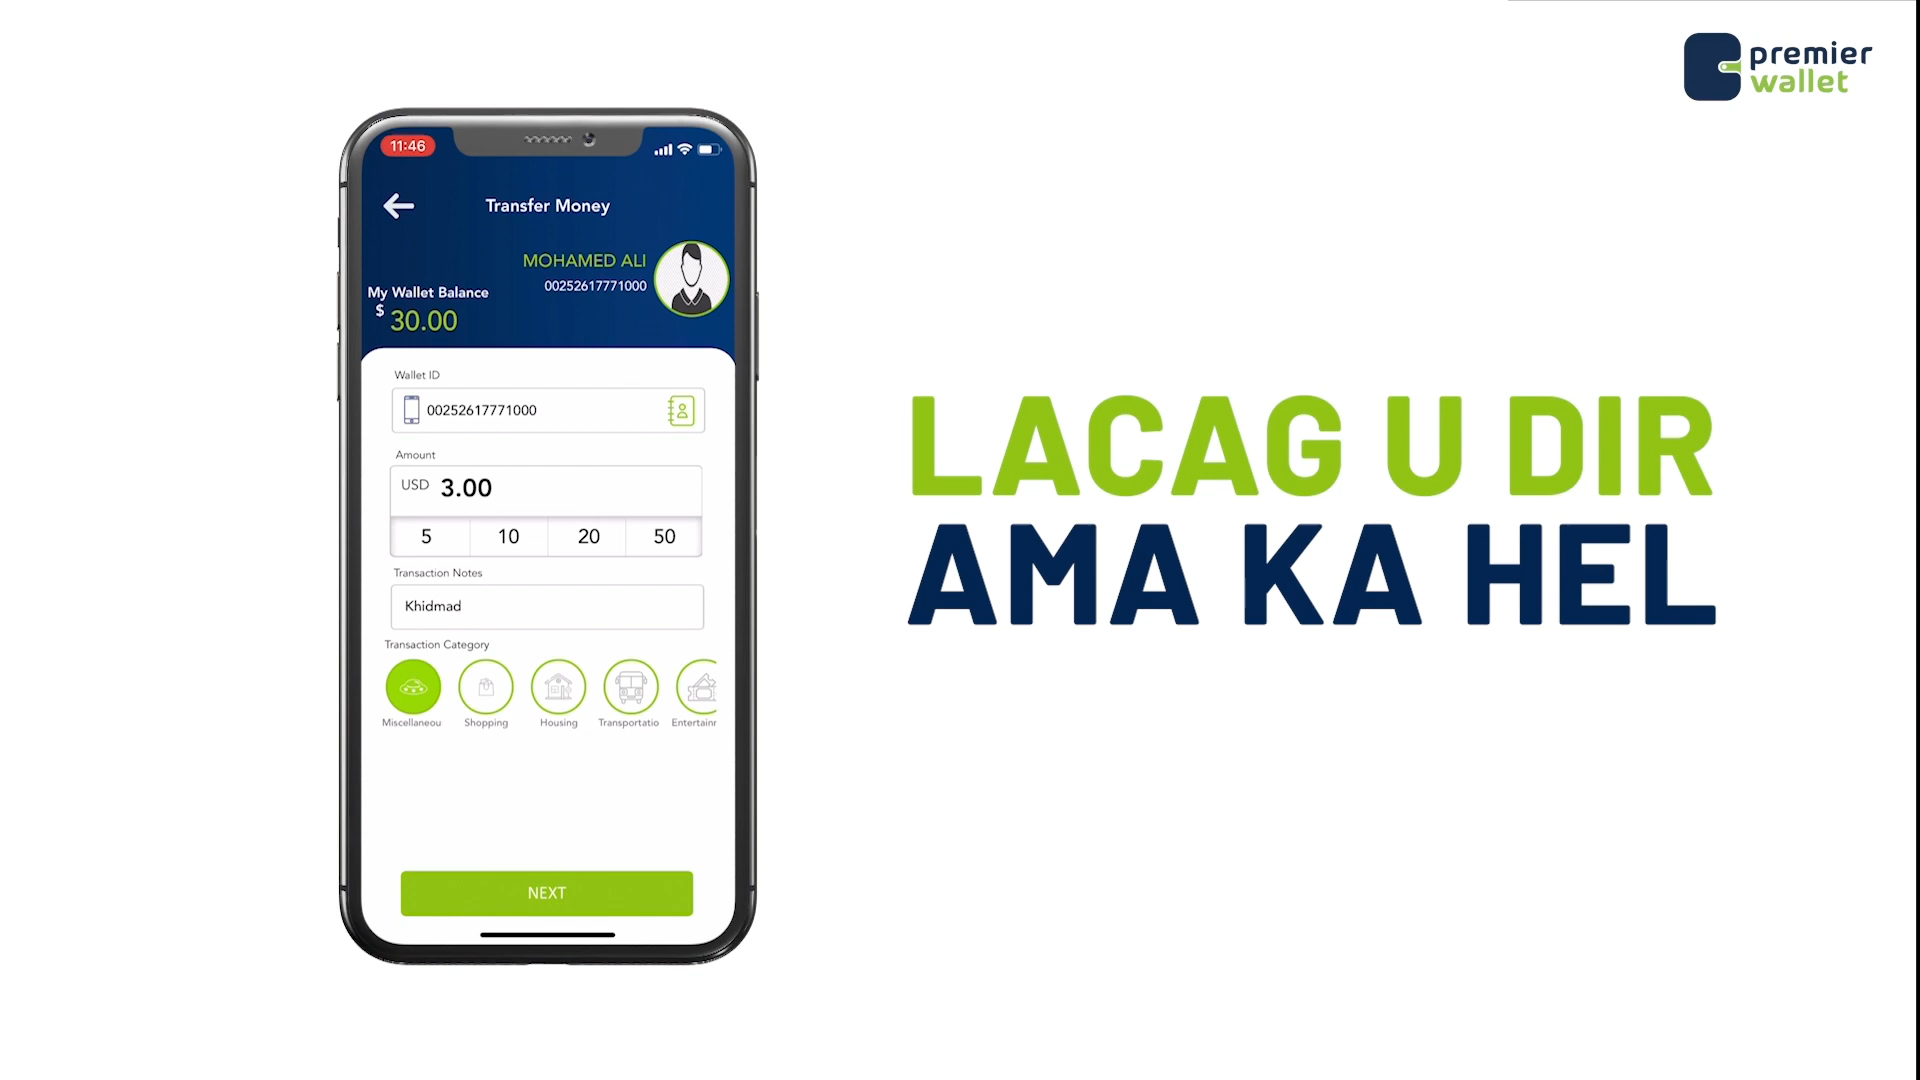 premier
wallet
11:46
Transfer Money
MOHAMED ALI
00252617771000
My Wallet Balance
$ 30.00
Wallet ID
00252617771000
Amount
USD 3.00
5 10 20 50
Transaction Notes
Khidmad
Transaction Category
Miscellaneou Shopping Housing Transportatio Entertainr
NEXT
LACAG U DIR
AMA KA HEL